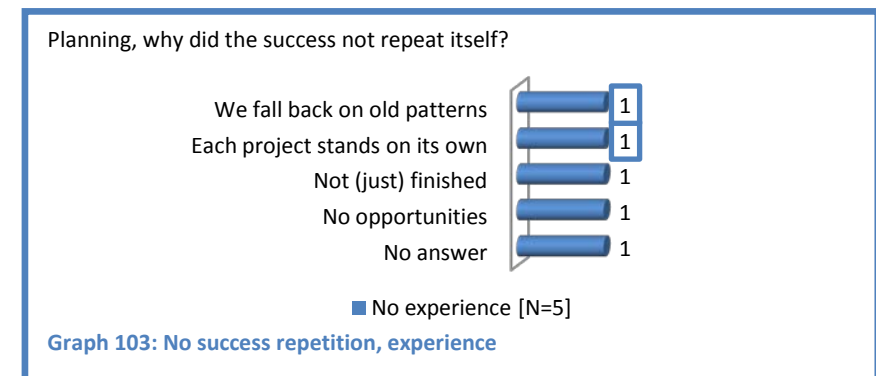 Planning, why did the success not repeat itself?
We fall back on old patterns 1
Each project stands on its own 1
Not (just) finished 1
No opportunities 1
No answer 1
No experience [N=5]
Graph 103: No success repetition, experience